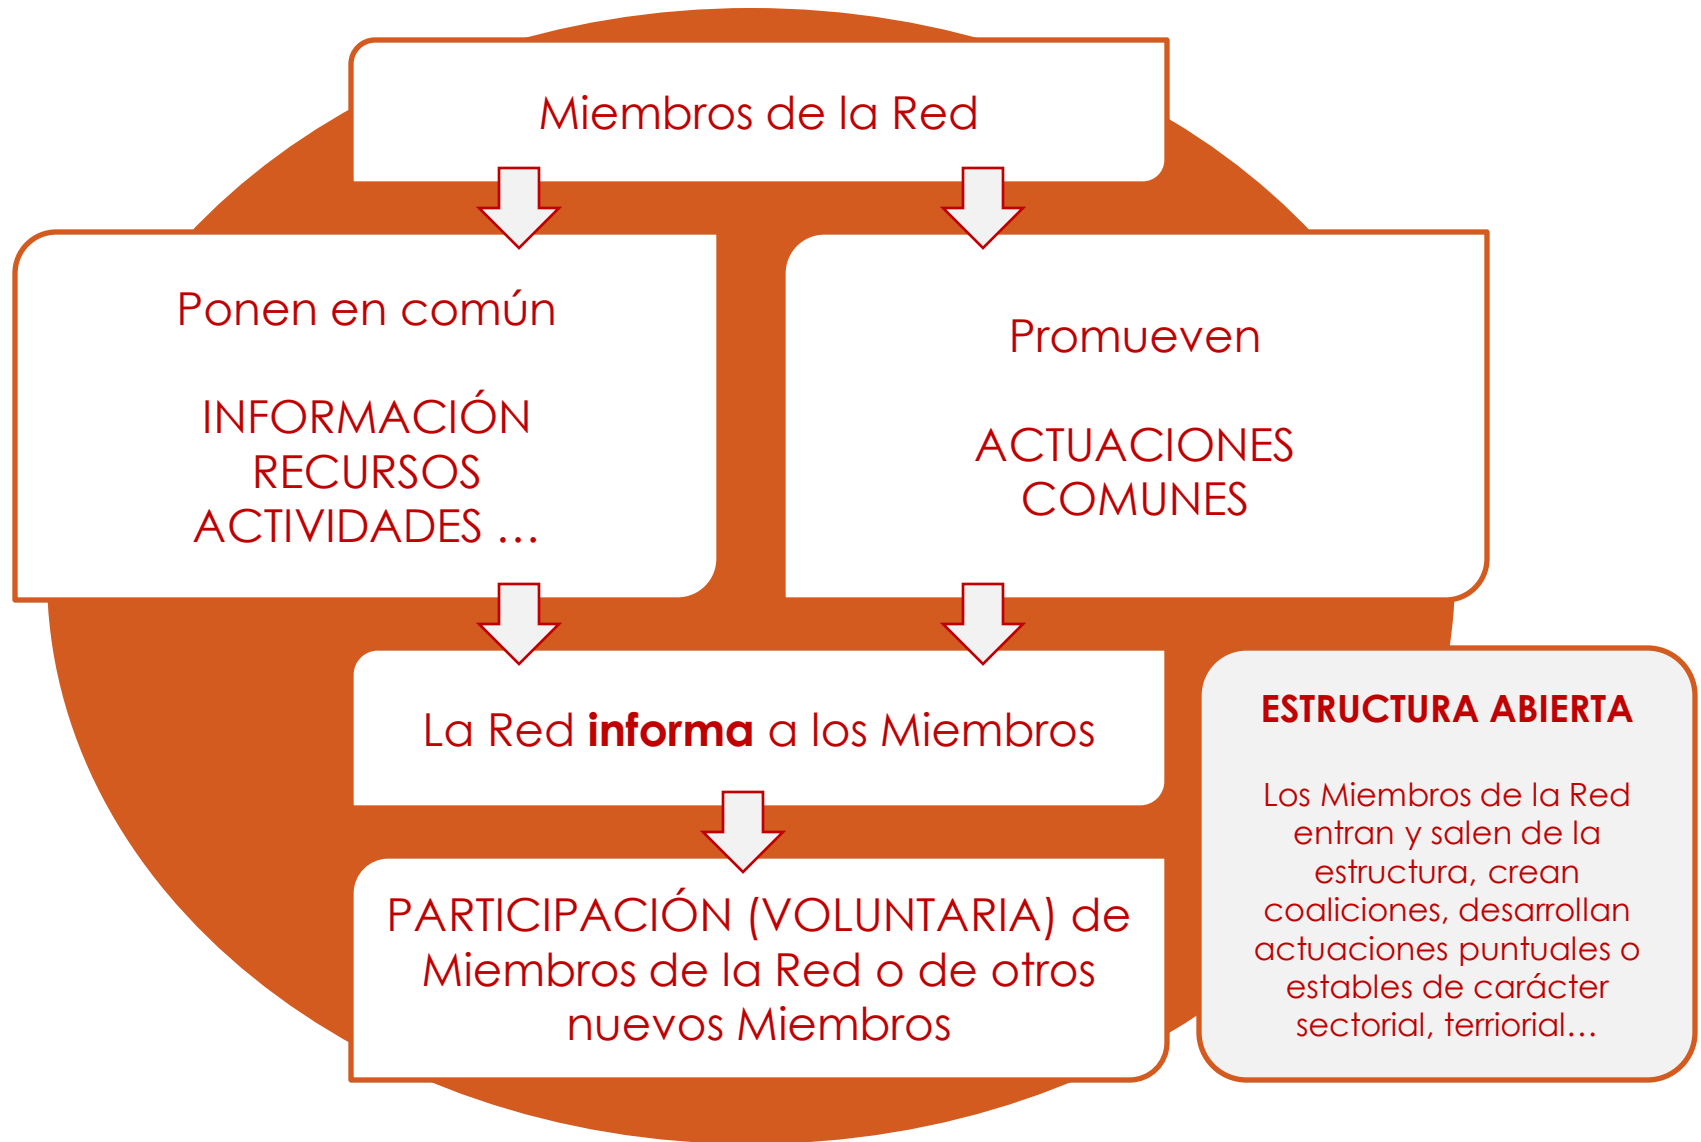 Miembros de la Red
Ponen en común
INFORMACIÓN
RECURSOS
ACTIVIDADES …
Promueven
ACTUACIONES
COMUNES
La Red informa a los Miembros
PARTICIPACIÓN (VOLUNTARIA) de
Miembros de la Red o de otros
nuevos Miembros
ESTRUCTURA ABIERTA
Los Miembros de la Red
entran y salen de la
estructura, crean
coaliciones, desarrollan
actuaciones puntuales o
estables de carácter
sectorial, terriorial…